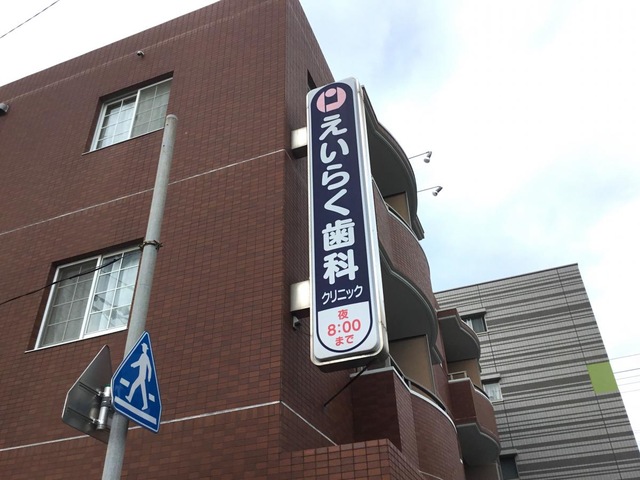 えいらく歯科
クリニック
夜
8:00
まで